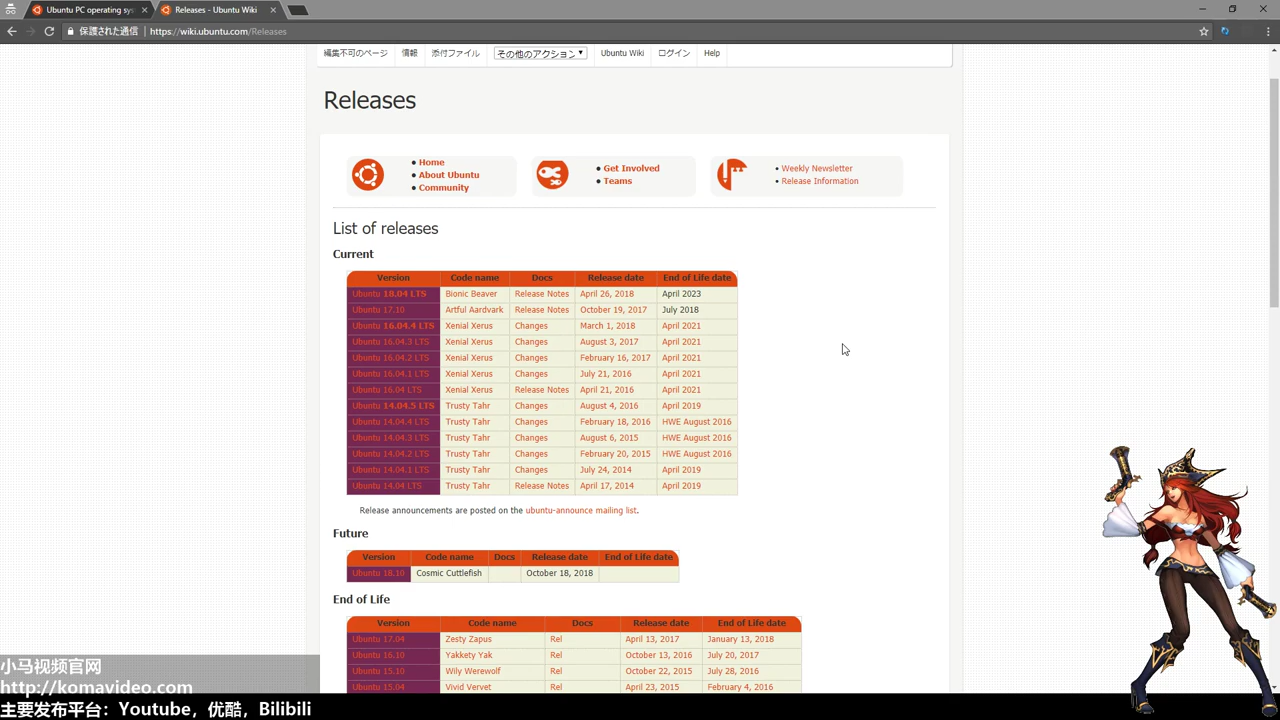 Ubuntu PC operating sys
Releases - Ubuntu Wiki
保護された通信 | https://wiki.ubuntu.com/Releases
編集不可のページ 情報 添付ファイル その他のアクション Ubuntu Wiki ログイン Help
Releases
Home
About Ubuntu
Community
Get Involved
Teams
Weekly Newsletter
Release Information
List of releases
Current
Version Code name Docs Release date End of Life date
Ubuntu 18.04 LTS Bionic Beaver Release Notes April 26, 2018 April 2023
Ubuntu 17.10 Artful Aardvark Release Notes October 19, 2017 July 2018
Ubuntu 16.04.4 LTS Xenial Xerus Changes March 1, 2018 April 2021
Ubuntu 16.04.3 LTS Xenial Xerus Changes August 3, 2017 April 2021
Ubuntu 16.04.2 LTS Xenial Xerus Changes February 16, 2017 April 2021
Ubuntu 16.04.1 LTS Xenial Xerus Changes July 21, 2016 April 2021
Ubuntu 16.04 LTS Xenial Xerus Release Notes April 21, 2016 April 2021
Ubuntu 14.04.5 LTS Trusty Tahr Changes August 4, 2016 April 2019
Ubuntu 14.04.4 LTS Trusty Tahr Changes February 18, 2016 HWE August 2016
Ubuntu 14.04.3 LTS Trusty Tahr Changes August 6, 2015 HWE August 2016
Ubuntu 14.04.2 LTS Trusty Tahr Changes February 20, 2015 HWE August 2016
Ubuntu 14.04.1 LTS Trusty Tahr Changes July 24, 2014 April 2019
Ubuntu 14.04 LTS Trusty Tahr Release Notes April 17, 2014 April 2019
Release announcements are posted on the ubuntu-announce mailing list.
Future
Version Code name Docs Release date End of Life date
Ubuntu 18.10 Cosmic Cuttlefish October 18, 2018
End of Life
Version Code name Docs Release date End of Life date
Ubuntu 17.04 Zesty Zapus Rel April 13, 2017 January 13, 2018
Ubuntu 16.10 Yakkety Yak Rel October 13, 2016 July 20, 2017
Ubuntu 15.10 Wily Werewolf Rel October 22, 2015 July 28, 2016
Ubuntu 15.04 Vivid Vervet Rel April 23, 2015 February 4, 2016
小马视频官网
http://komavideo.com
主要发布平台：Youtube，优酷，Bilibili